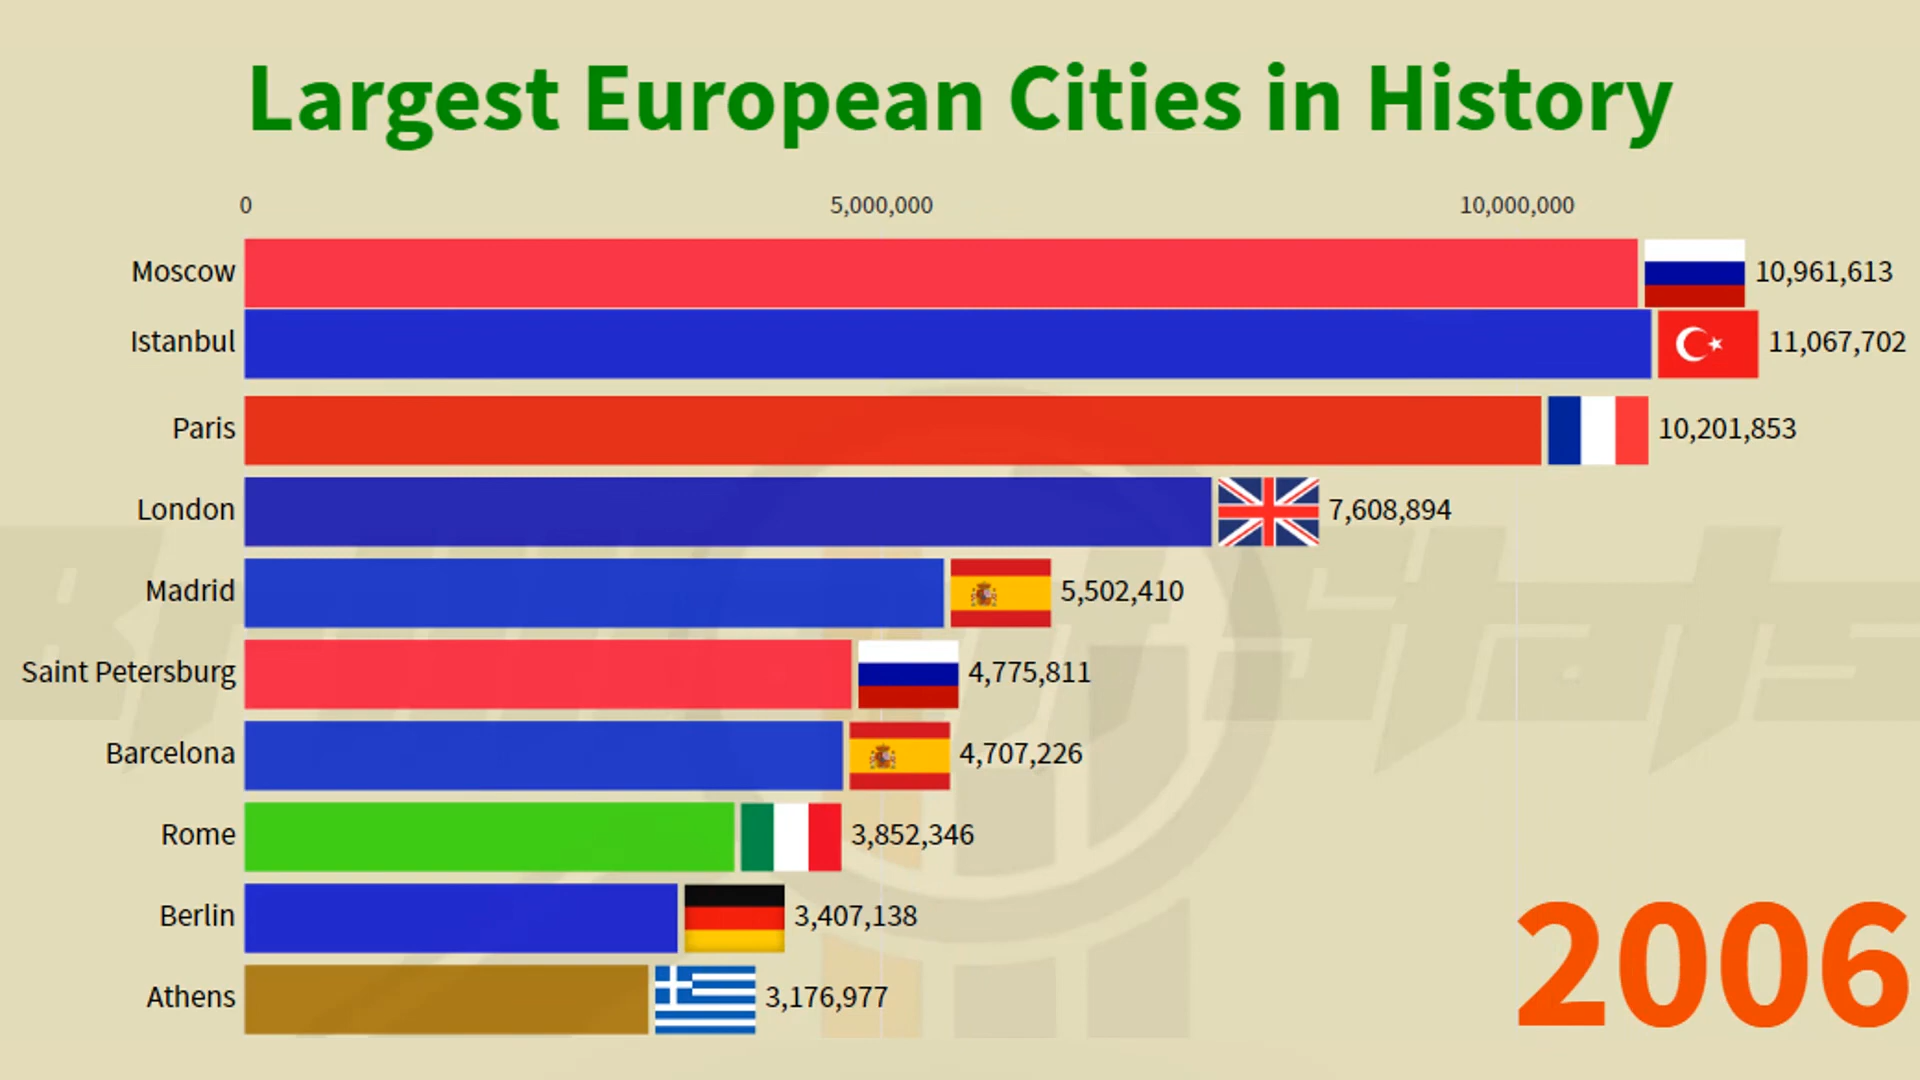 Largest European Cities in History
0 5,000,000 10,000,000
Moscow 10,961,613
Istanbul 11,067,702
Paris 10,201,853
London 7,608,894
Madrid 5,502,410
Saint Petersburg 4,775,811
Barcelona 4,707,226
Rome 3,852,346
Berlin 3,407,138
Athens 3,176,977
2006